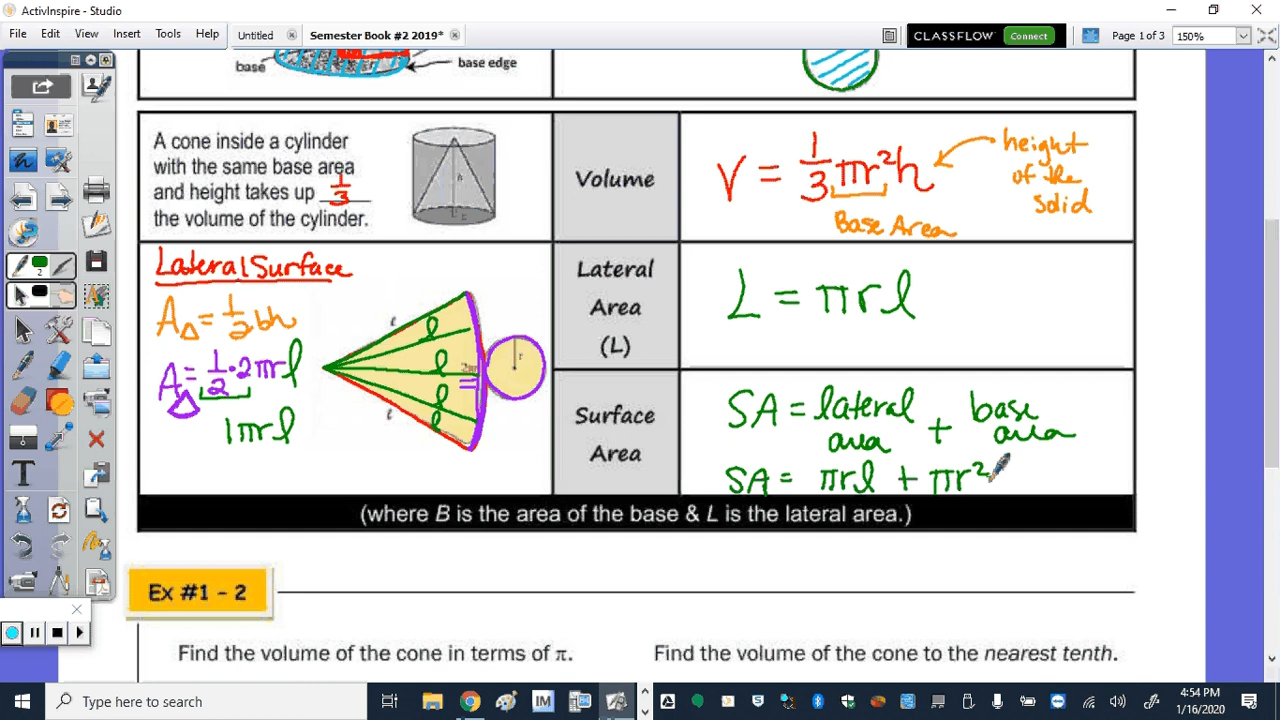 ActivInspire - Studio
File Edit View Insert Tools Help
Untitled
Semester Book #2 2019*
CLASSFLOW Connect
Page 1 of 3
150%
base
base edge
A cone inside a cylinder
with the same base area
and height takes up 1/3
the volume of the cylinder.
h
r
Volume
V = 1/3 πr²h
Base Area
height
of the
solid
Lateral Surface
A△ = 1/2 bh
A△ = 1/2 · 2πrl
1πrl
l
l
l
l
l
l
r
Lateral
Area
(L)
L = πrl
Surface
Area
SA = lateral area + base area
SA = πrl + πr²
(where B is the area of the base & L is the lateral area.)
Ex #1 - 2
Find the volume of the cone in terms of π.
Find the volume of the cone to the nearest tenth.
2
T
Type here to search
IM
4:54 PM
1/16/2020